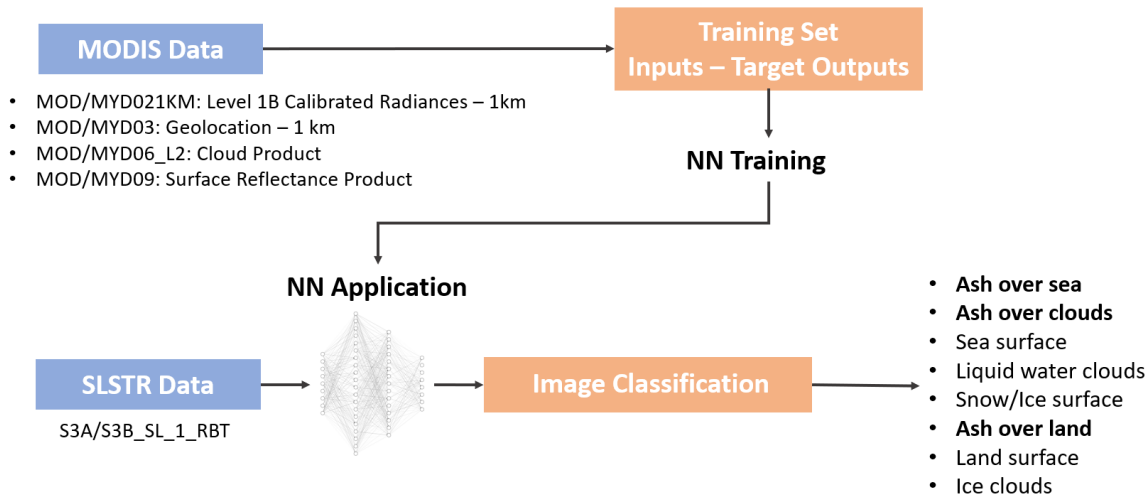 MODIS Data
Training Set
Inputs – Target Outputs
• MOD/MYD021KM: Level 1B Calibrated Radiances – 1km
• MOD/MYD03: Geolocation – 1 km
• MOD/MYD06_L2: Cloud Product
• MOD/MYD09: Surface Reflectance Product
NN Training
NN Application
SLSTR Data
S3A/S3B_SL_1_RBT
Image Classification
• Ash over sea
• Ash over clouds
• Sea surface
• Liquid water clouds
• Snow/Ice surface
• Ash over land
• Land surface
• Ice clouds